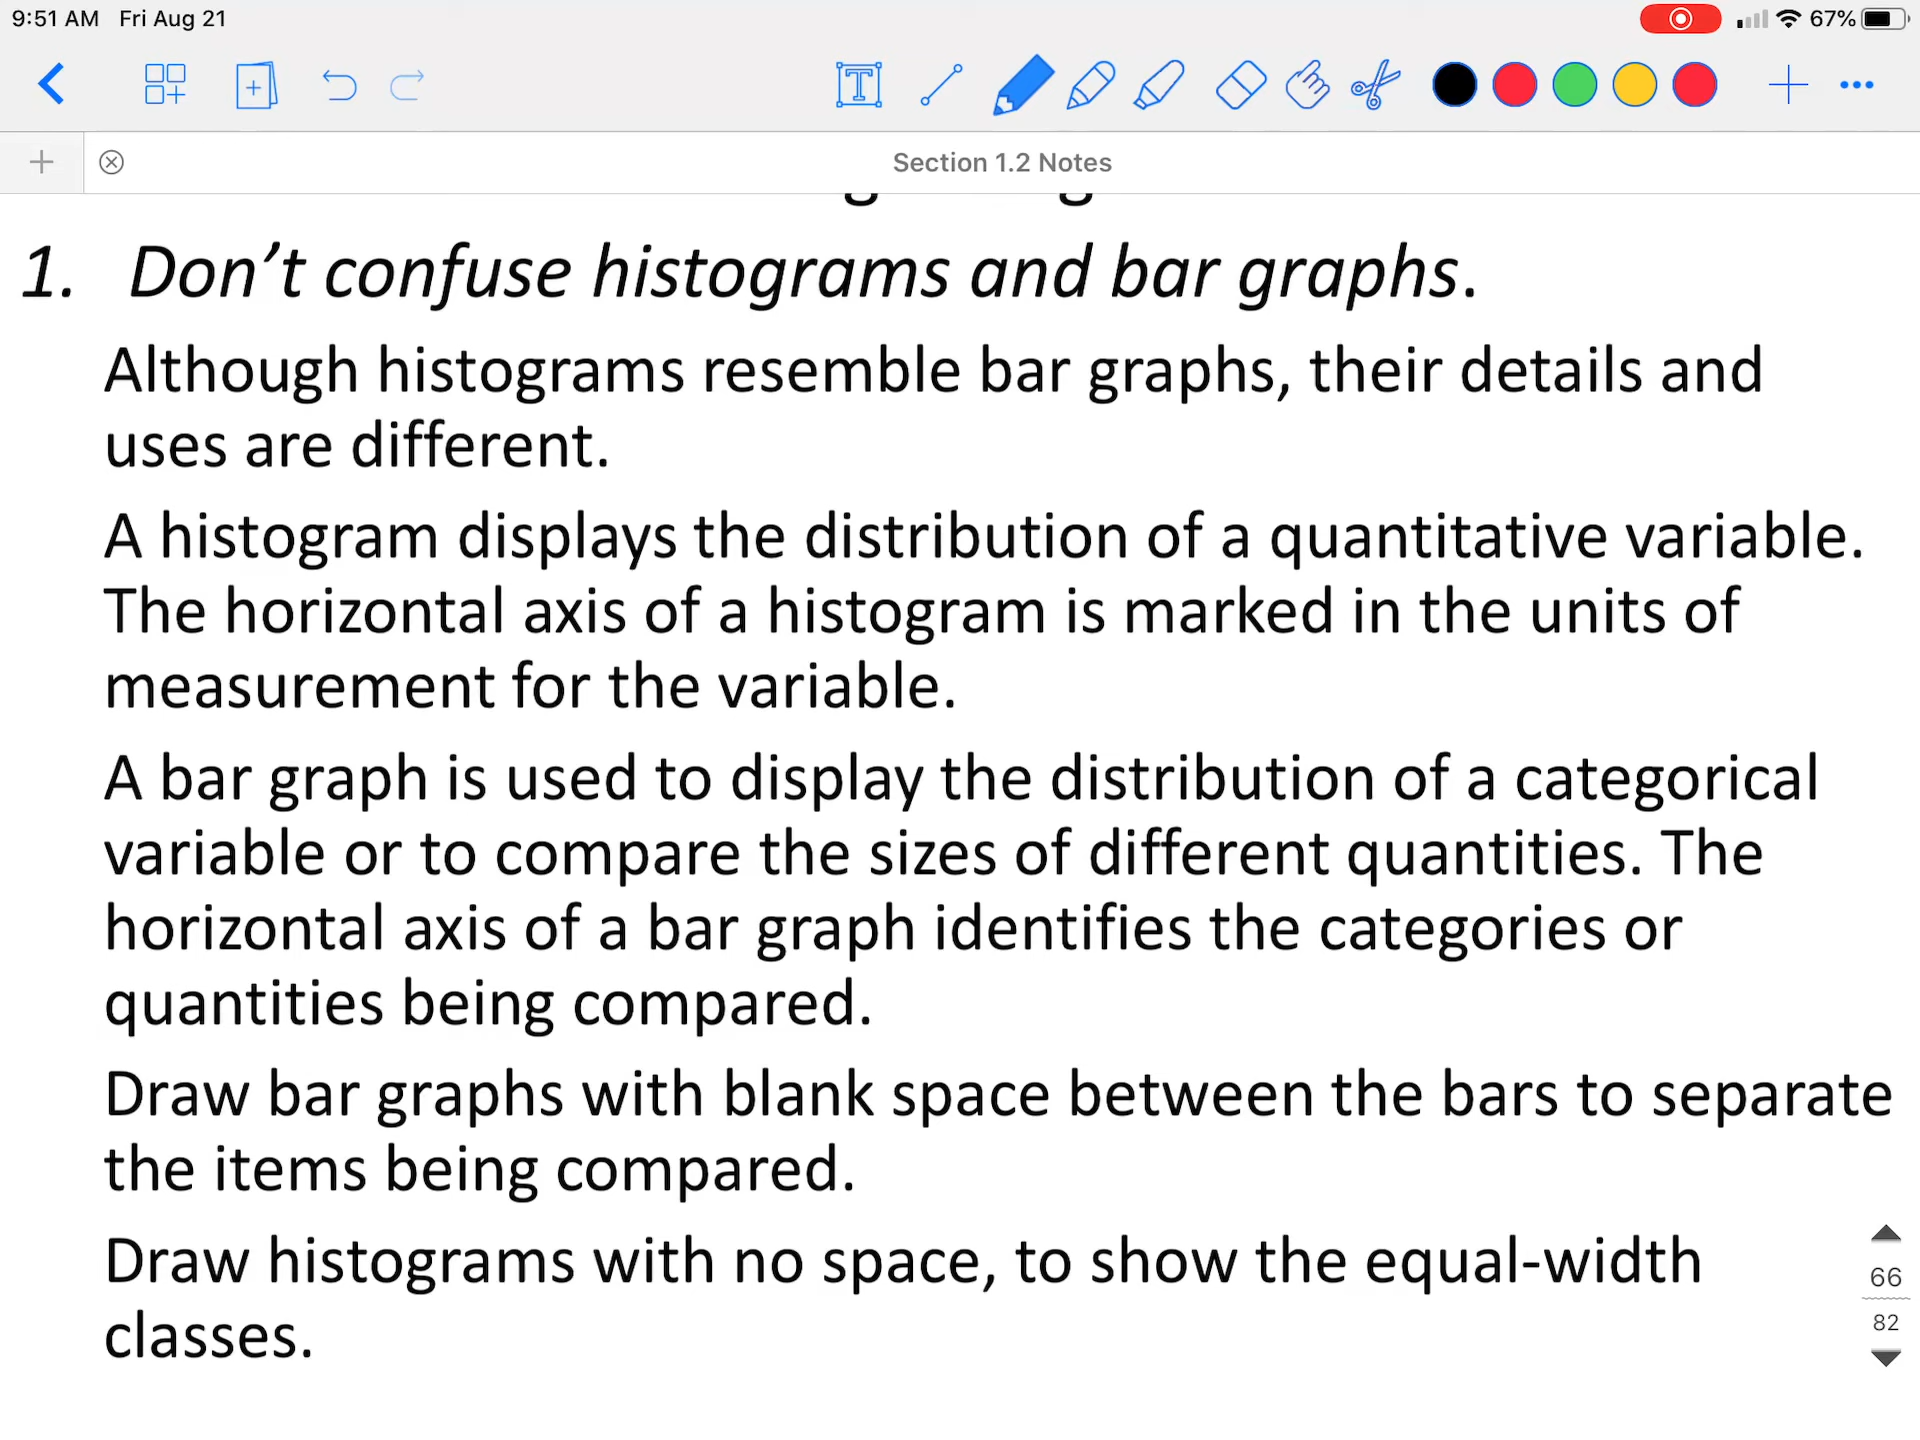 9:51 AM Fri Aug 21
67%
T
Section 1.2 Notes
1. Don’t confuse histograms and bar graphs.
Although histograms resemble bar graphs, their details and
uses are different.
A histogram displays the distribution of a quantitative variable.
The horizontal axis of a histogram is marked in the units of
measurement for the variable.
A bar graph is used to display the distribution of a categorical
variable or to compare the sizes of different quantities. The
horizontal axis of a bar graph identifies the categories or
quantities being compared.
Draw bar graphs with blank space between the bars to separate
the items being compared.
Draw histograms with no space, to show the equal-width
classes.
66
82